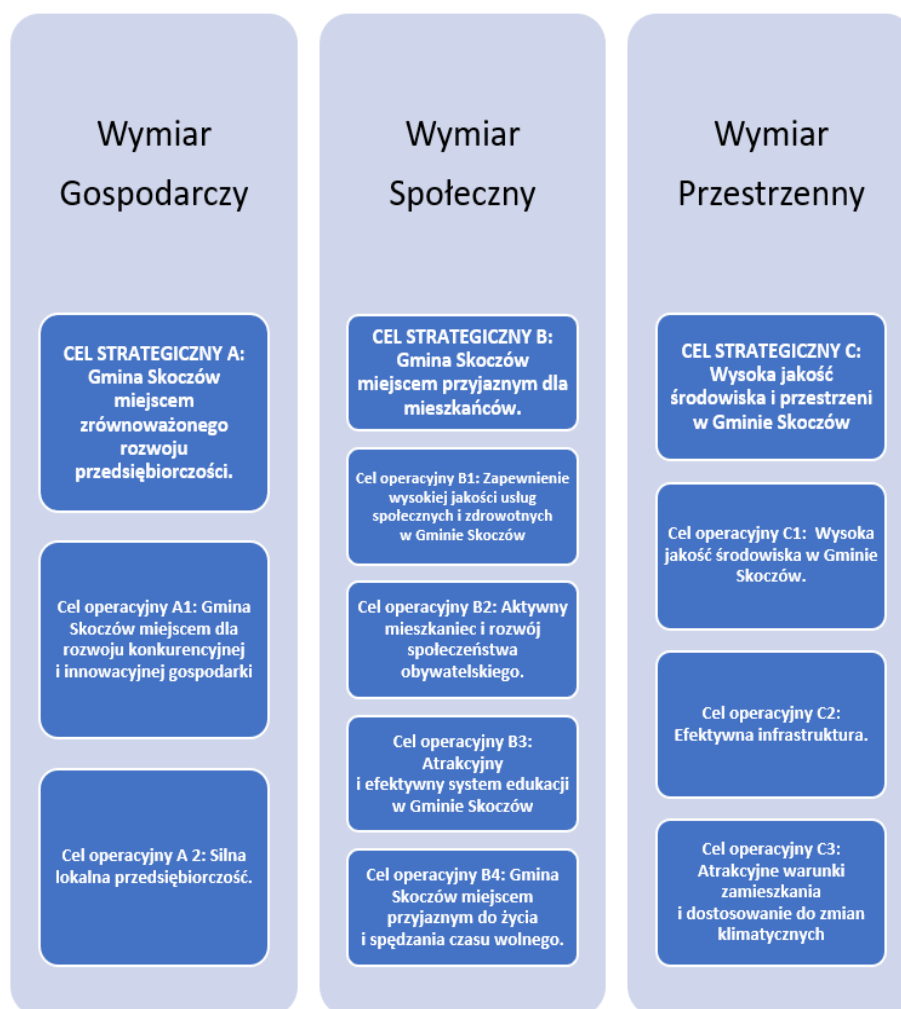 Wymiar
Gospodarczy
CEL STRATEGICZNY A:
Gmina Skoczów
miejscem
zrównoważonego
rozwoju
przedsiębiorczości.
Cel operacyjny A1: Gmina
Skoczów miejscem dla
rozwoju konkurencyjnej
i innowacyjnej gospodarki
Cel operacyjny A 2: Silna
lokalna przedsiębiorczość.
Wymiar
Społeczny
CEL STRATEGICZNY B:
Gmina Skoczów
miejscem przyjaznym dla
mieszkańców.
Cel operacyjny B1: Zapewnienie
wysokiej jakości usług
społecznych i zdrowotnych
w Gminie Skoczów
Cel operacyjny B2: Aktywny
mieszkaniec i rozwój
społeczeństwa
obywatelskiego.
Cel operacyjny B3:
Atrakcyjny
i efektywny system edukacji
w Gminie Skoczów
Cel operacyjny B4: Gmina
Skoczów miejscem
przyjaznym do życia
i spędzania czasu wolnego.
Wymiar
Przestrzenny
CEL STRATEGICZNY C:
Wysoka jakość
środowiska i przestrzeni
w Gminie Skoczów
Cel operacyjny C1:  Wysoka
jakość środowiska w Gminie
Skoczów.
Cel operacyjny C2:
Efektywna infrastruktura.
Cel operacyjny C3:
Atrakcyjne warunki
zamieszkania
i dostosowanie do zmian
klimatycznych